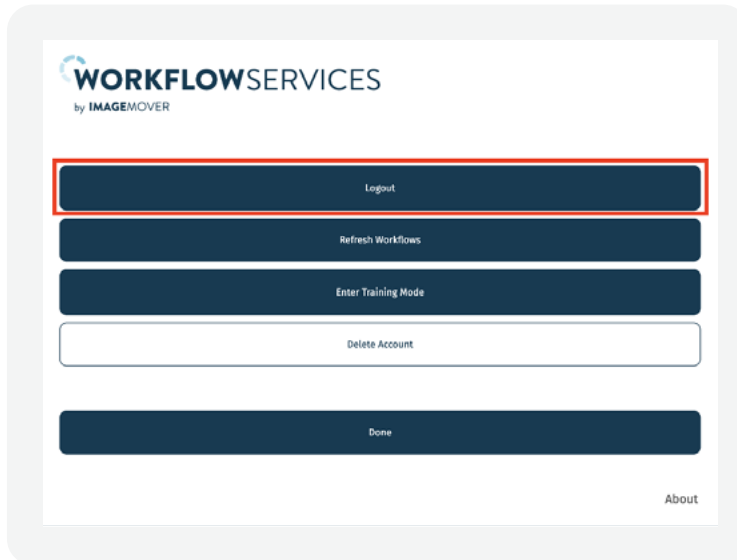 WORKFLOWSERVICES
by IMAGEMOVER
Logout
Refresh Workflows
Enter Training Mode
Delete Account
Done
About